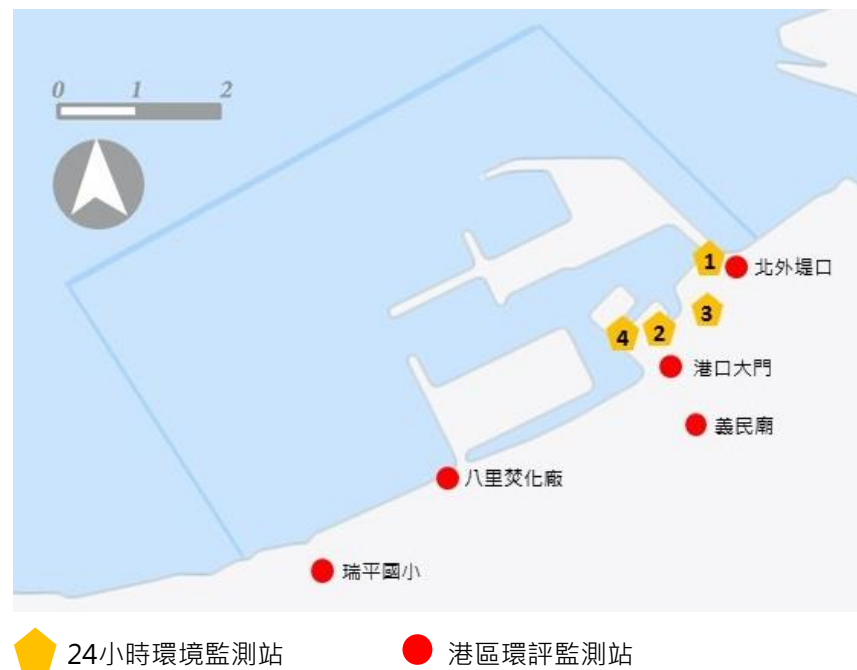 0 1 2
1
北外堤口
3
2
4
港口大門
義民廟
八里焚化廠
瑞平國小
24小時環境監測站
港區環評監測站